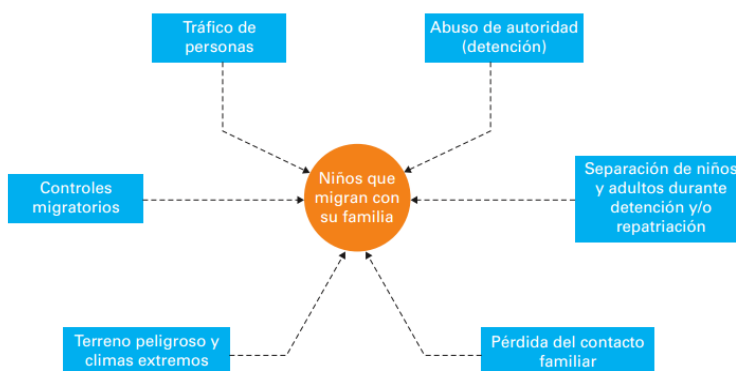 Tráfico de
personas
Abuso de autoridad
(detención)
Niños que
migran con
su familia
Controles
migratorios
Separación de niños
y adultos durante
detención y/o
repatriación
Terreno peligroso y
climas extremos
Pérdida del contacto
familiar